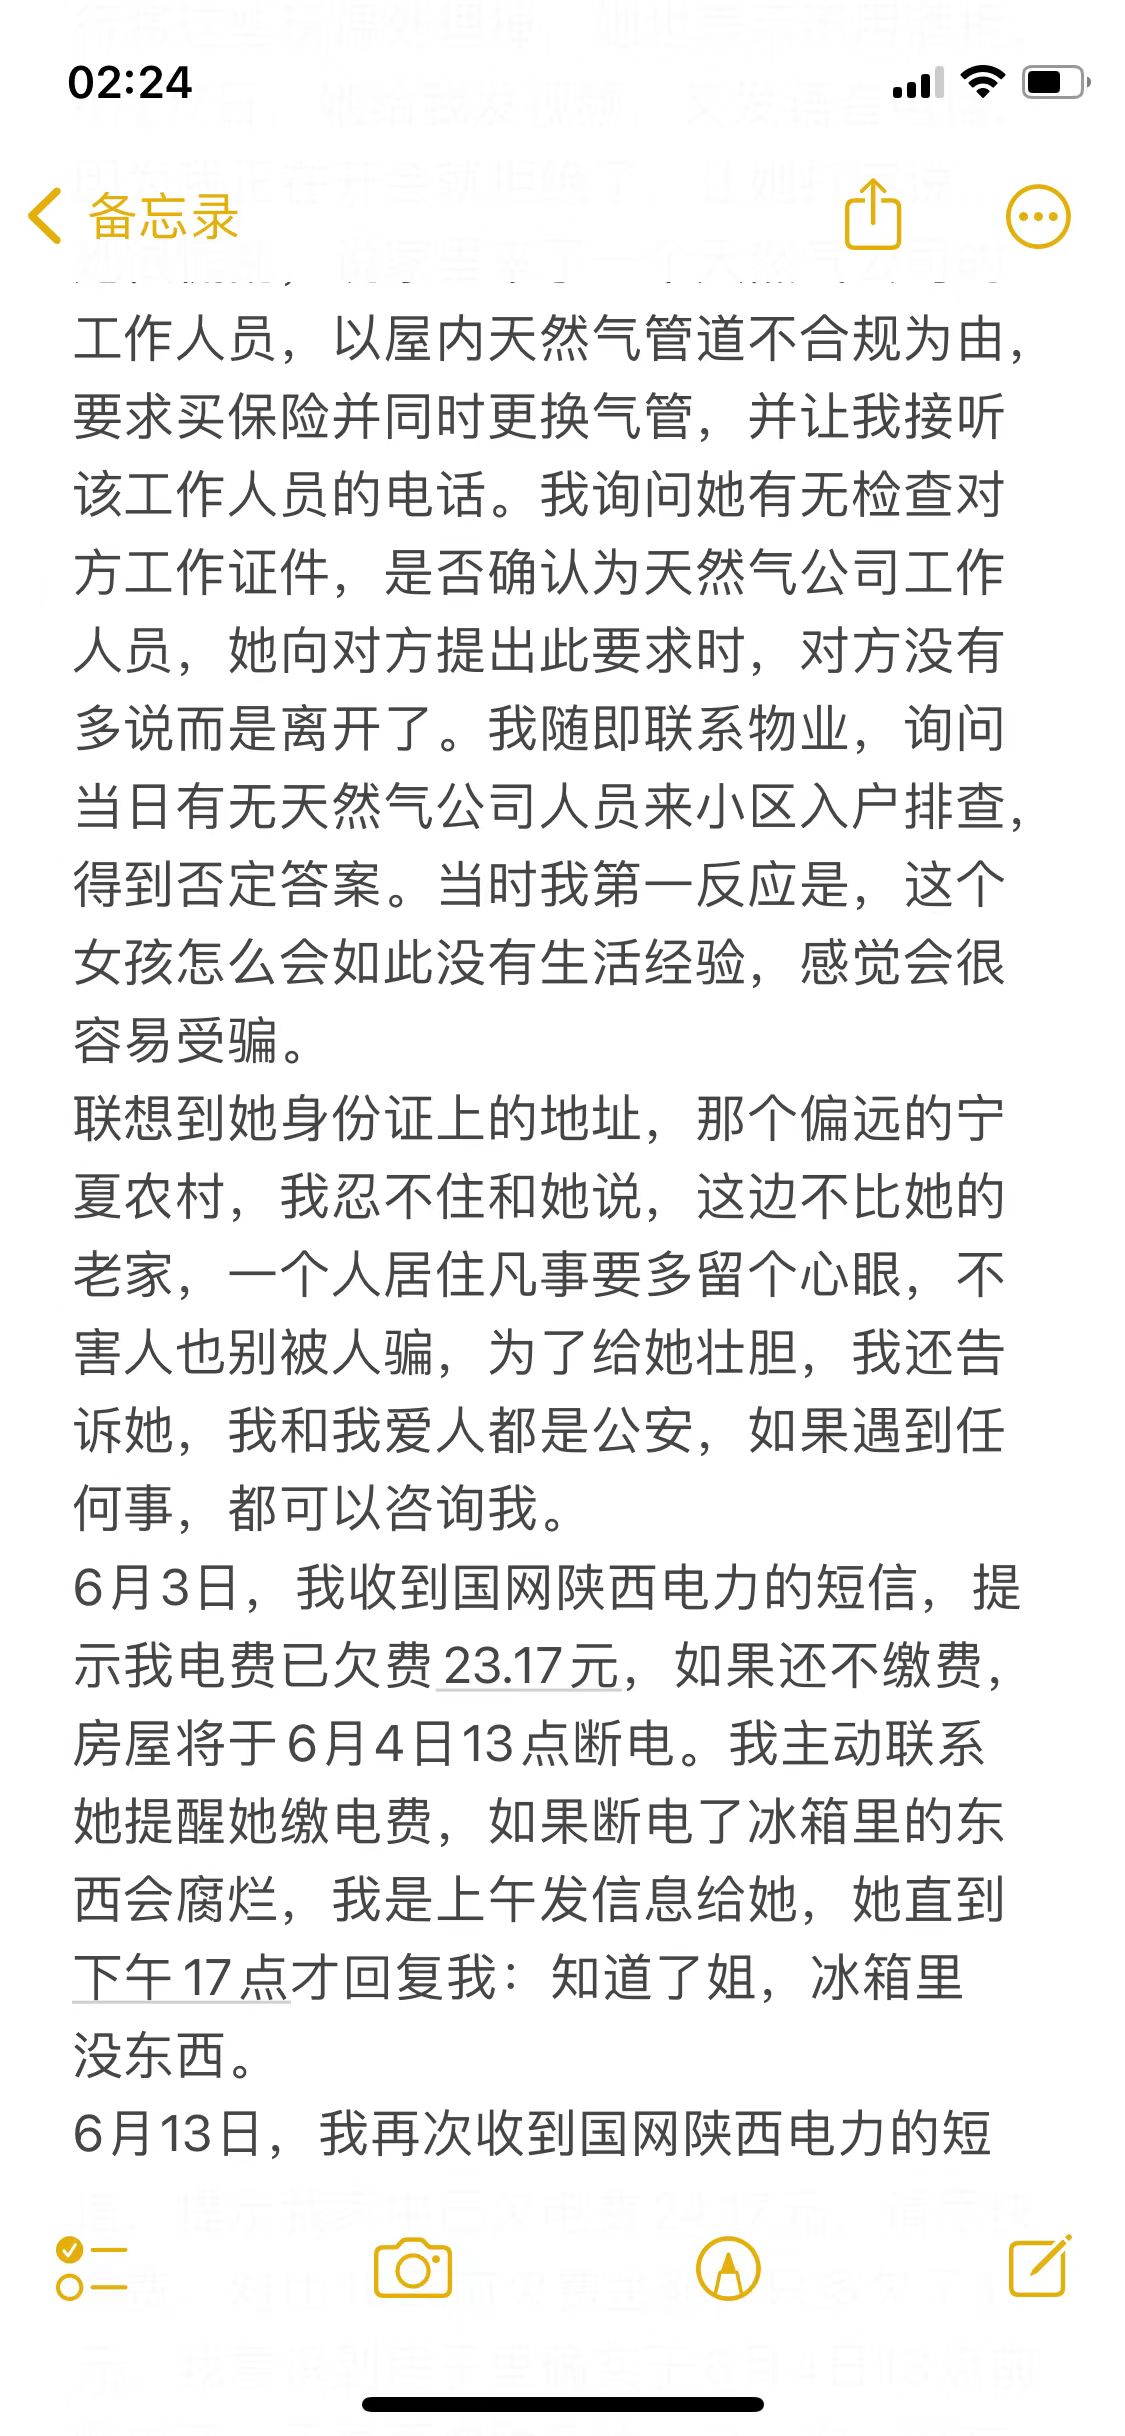 02:24
备忘录
工作人员，以屋内天然气管道不合规为由，
要求买保险并同时更换气管，并让我接听
该工作人员的电话。我询问她有无检查对
方工作证件，是否确认为天然气公司工作
人员，她向对方提出此要求时，对方没有
多说而是离开了。我随即联系物业，询问
当日有无天然气公司人员来小区入户排查，
得到否定答案。当时我第一反应是，这个
女孩怎么会如此没有生活经验，感觉会很
容易受骗。
联想到她身份证上的地址，那个偏远的宁
夏农村，我忍不住和她说，这边不比她的
老家，一个人居住凡事要多留个心眼，不
害人也别被人骗，为了给她壮胆，我还告
诉她，我和我爱人都是公安，如果遇到任
何事，都可以咨询我。
6月3日，我收到国网陕西电力的短信，提
示我电费已欠费23.17元，如果还不缴费，
房屋将于6月4日13点断电。我主动联系
她提醒她缴电费，如果断电了冰箱里的东
西会腐烂，我是上午发信息给她，她直到
下午17点才回复我：知道了姐，冰箱里
没东西。
6月13日，我再次收到国网陕西电力的短